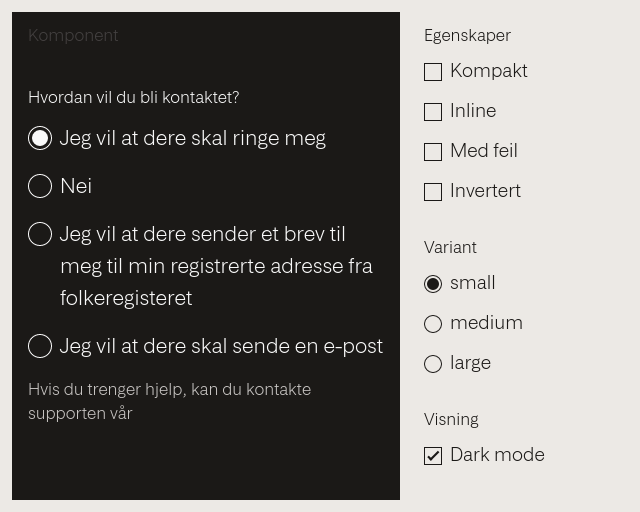 Komponent
Hvordan vil du bli kontaktet?
Jeg vil at dere skal ringe meg
Nei
Jeg vil at dere sender et brev til
meg til min registrerte adresse fra
folkeregisteret
Jeg vil at dere skal sende en e-post
Hvis du trenger hjelp, kan du kontakte
supporten vår
Egenskaper
Kompakt
Inline
Med feil
Invertert
Variant
small
medium
large
Visning
Dark mode